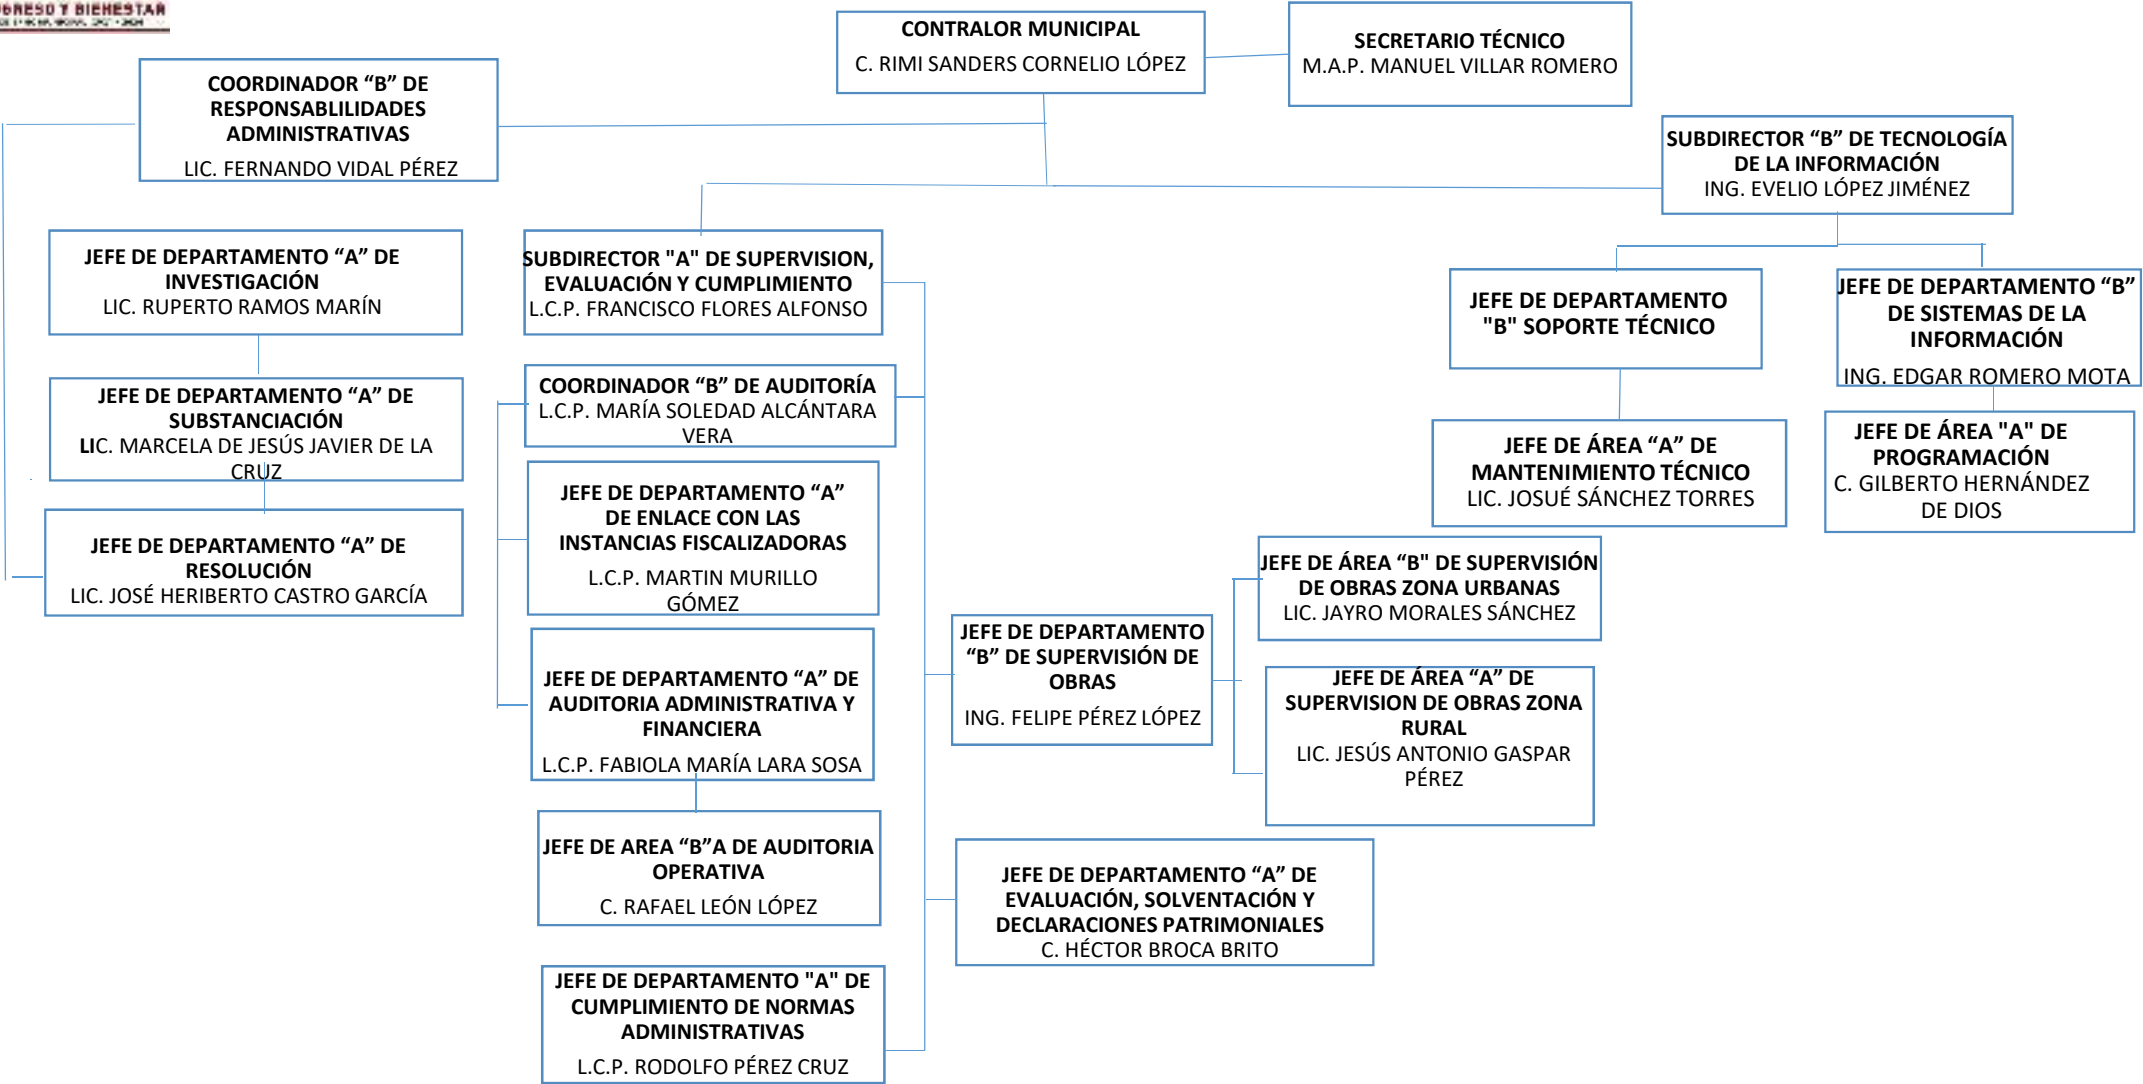 CONTRALOR MUNICIPAL
C. RIMI SANDERS CORNELIO LÓPEZ
SECRETARIO TÉCNICO
M.A.P. MANUEL VILLAR ROMERO
COORDINADOR “B” DE
RESPONSABLILIDADES
ADMINISTRATIVAS
LIC. FERNANDO VIDAL PÉREZ
SUBDIRECTOR “B” DE TECNOLOGÍA
DE LA INFORMACIÓN
ING. EVELIO LÓPEZ JIMÉNEZ
JEFE DE DEPARTAMENTO “A” DE
INVESTIGACIÓN
LIC. RUPERTO RAMOS MARÍN
SUBDIRECTOR "A" DE SUPERVISION,
EVALUACIÓN Y CUMPLIMIENTO
L.C.P. FRANCISCO FLORES ALFONSO
JEFE DE DEPARTAMENTO
"B" SOPORTE TÉCNICO
JEFE DE DEPARTAMENTO “B”
DE SISTEMAS DE LA
INFORMACIÓN
ING. EDGAR ROMERO MOTA
JEFE DE DEPARTAMENTO “A” DE
SUBSTANCIACIÓN
LIC. MARCELA DE JESÚS JAVIER DE LA
CRUZ
COORDINADOR “B” DE AUDITORÍA
L.C.P. MARÍA SOLEDAD ALCÁNTARA
VERA
JEFE DE ÁREA “A” DE
MANTENIMIENTO TÉCNICO
LIC. JOSUÉ SÁNCHEZ TORRES
JEFE DE ÁREA "A" DE
PROGRAMACIÓN
C. GILBERTO HERNÁNDEZ
DE DIOS
JEFE DE DEPARTAMENTO “A” DE
RESOLUCIÓN
LIC. JOSÉ HERIBERTO CASTRO GARCÍA
JEFE DE DEPARTAMENTO “A”
DE ENLACE CON LAS
INSTANCIAS FISCALIZADORAS
L.C.P. MARTIN MURILLO
GÓMEZ
JEFE DE ÁREA “B" DE SUPERVISIÓN
DE OBRAS ZONA URBANAS
LIC. JAYRO MORALES SÁNCHEZ
JEFE DE DEPARTAMENTO
“B” DE SUPERVISIÓN DE
OBRAS
ING. FELIPE PÉREZ LÓPEZ
JEFE DE DEPARTAMENTO “A” DE
AUDITORIA ADMINISTRATIVA Y
FINANCIERA
L.C.P. FABIOLA MARÍA LARA SOSA
JEFE DE ÁREA “A” DE
SUPERVISION DE OBRAS ZONA
RURAL
LIC. JESÚS ANTONIO GASPAR
PÉREZ
JEFE DE AREA “B”A DE AUDITORIA
OPERATIVA
C. RAFAEL LEÓN LÓPEZ
JEFE DE DEPARTAMENTO “A” DE
EVALUACIÓN, SOLVENTACIÓN Y
DECLARACIONES PATRIMONIALES
C. HÉCTOR BROCA BRITO
JEFE DE DEPARTAMENTO "A" DE
CUMPLIMIENTO DE NORMAS
ADMINISTRATIVAS
L.C.P. RODOLFO PÉREZ CRUZ